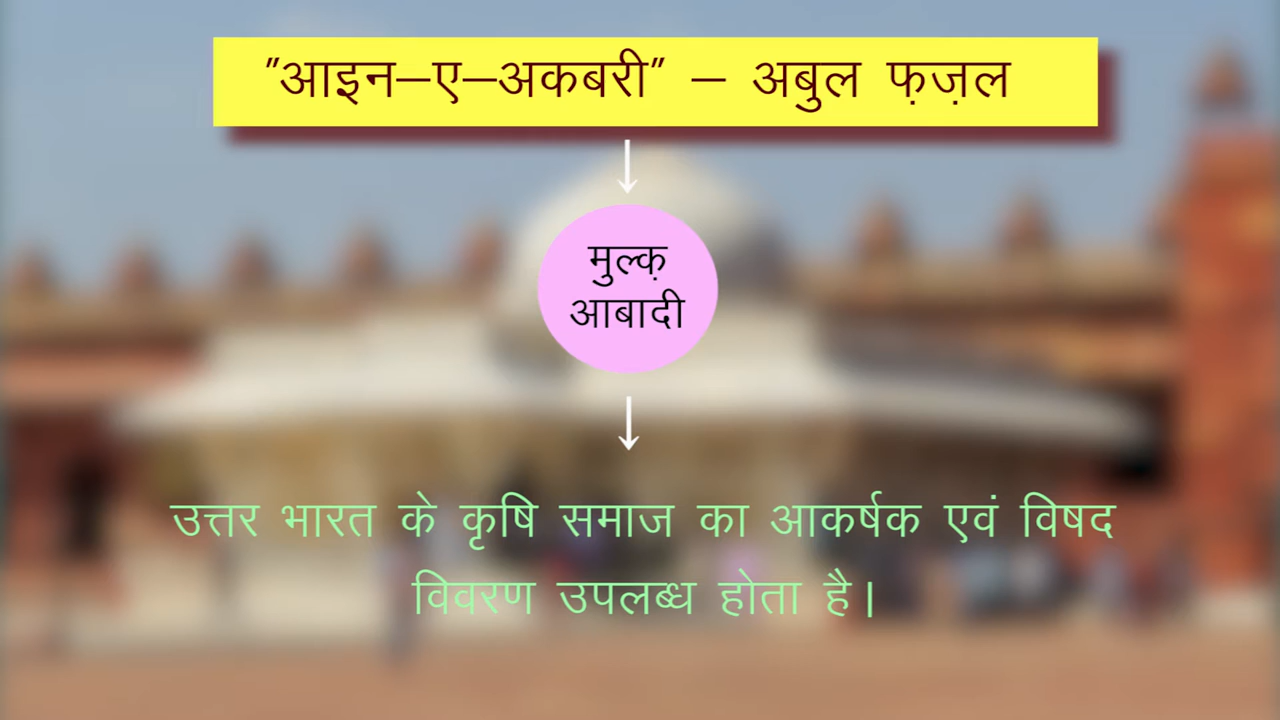 "आइन–ए–अकबरी" – अबुल फ़ज़ल
मुल्क़
आबादी
उत्तर भारत के कृषि समाज का आकर्षक एवं विषद
विवरण उपलब्ध होता है।